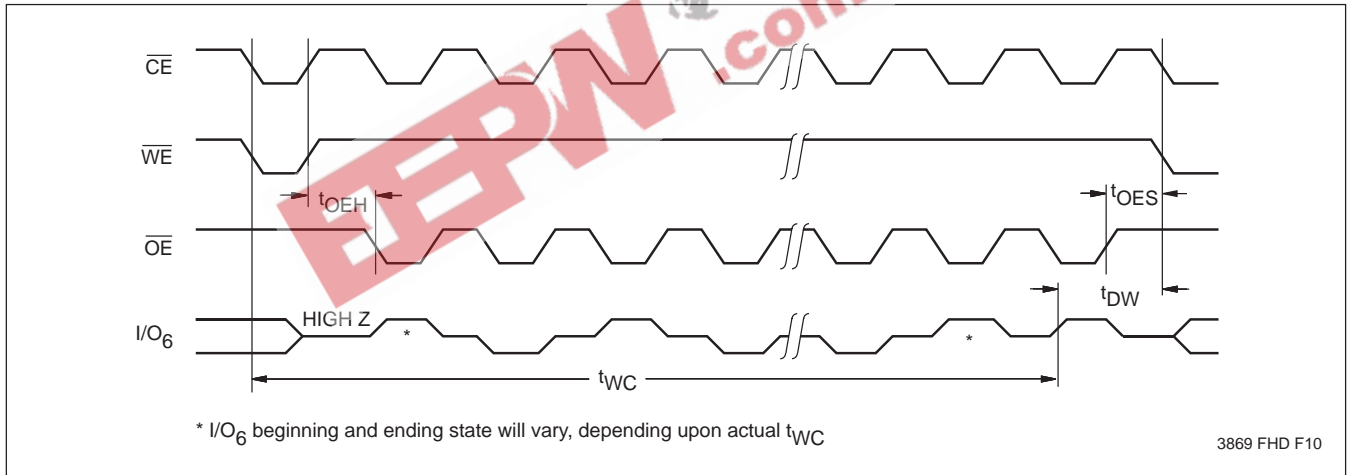 EEPW.com
CE
WE
tOEH
tOES
OE
tDW
HIGH Z
I/O6
*
*
tWC
* I/O6 beginning and ending state will vary, depending upon actual tWC
3869 FHD F10